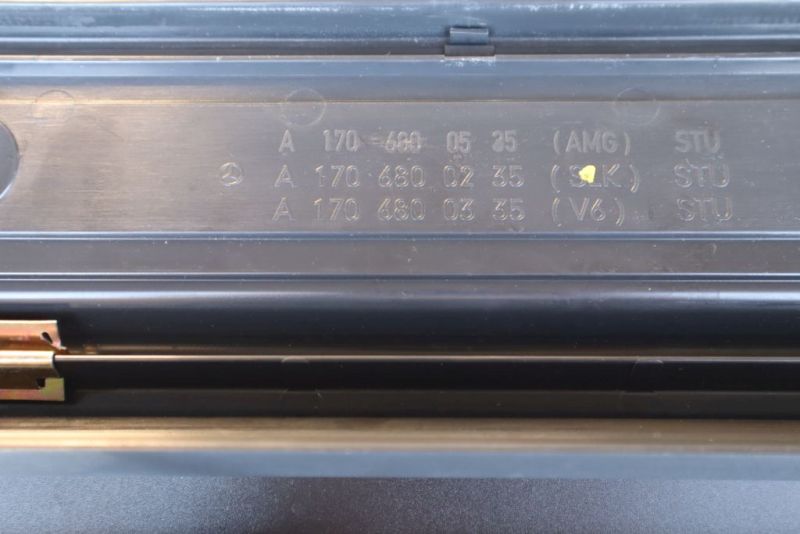 A 170 680 05 35 (AMG) STU
A 170 680 02 35 (SLK) STU
A 170 680 03 35 (V6) STU